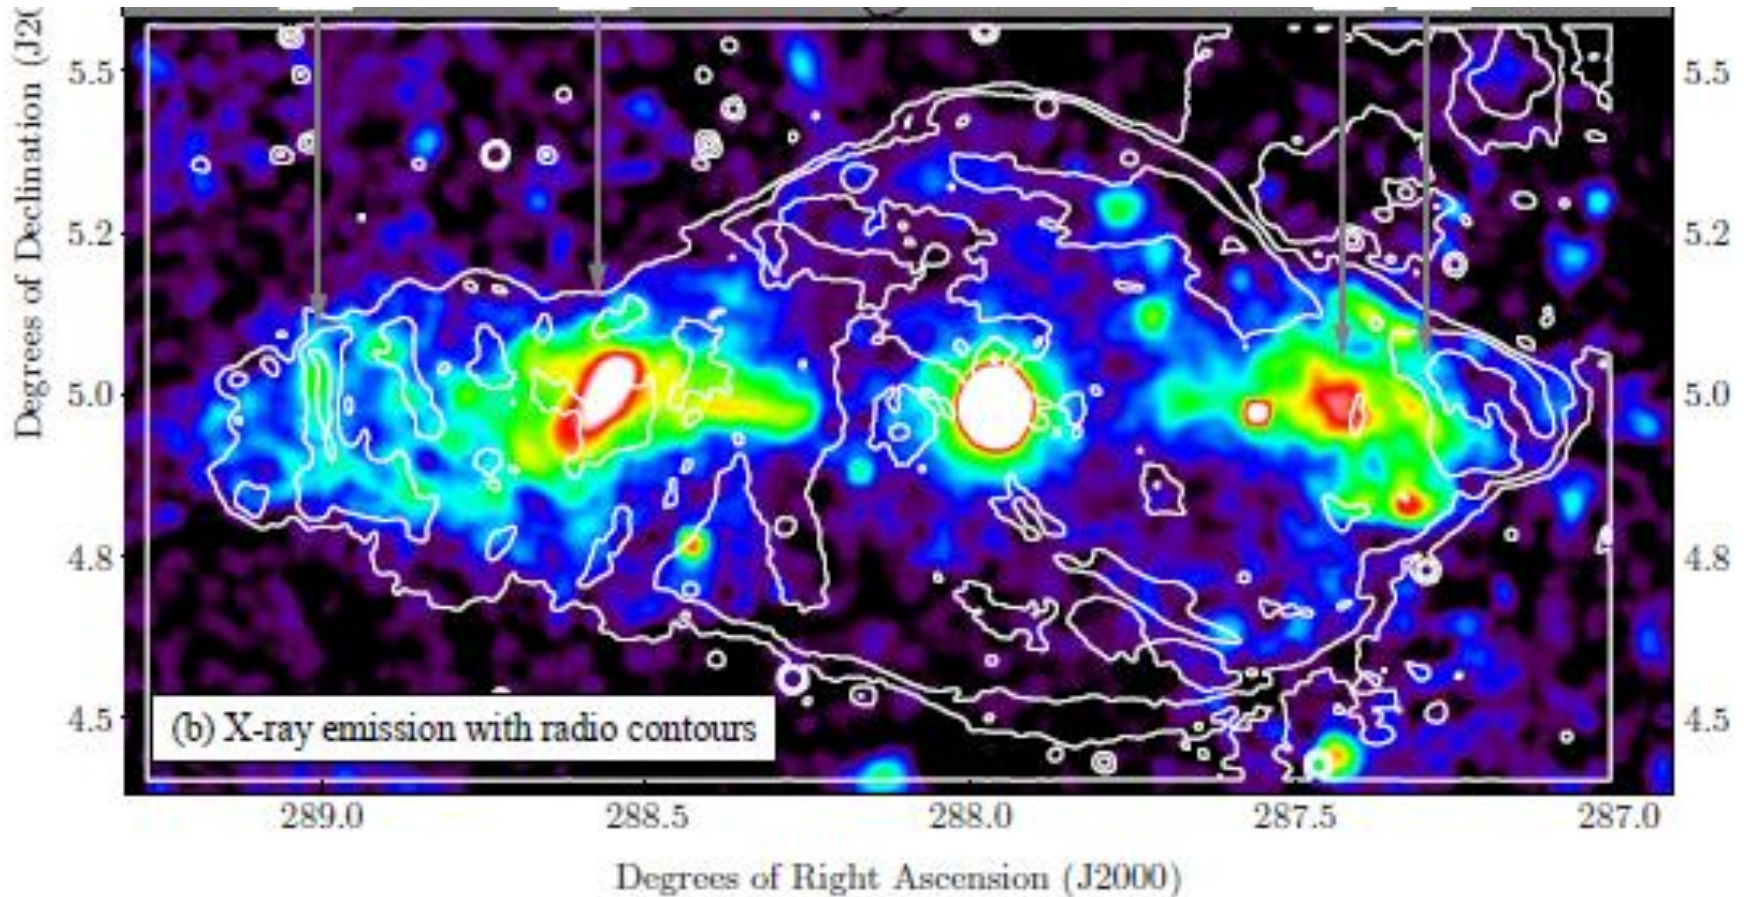 Degrees of Declination (J20
5.5
5.2
5.0
4.8
4.5
5.5
5.2
5.0
4.8
4.5
(b) X-ray emission with radio contours
289.0 288.5 288.0 287.5 287.0
Degrees of Right Ascension (J2000)